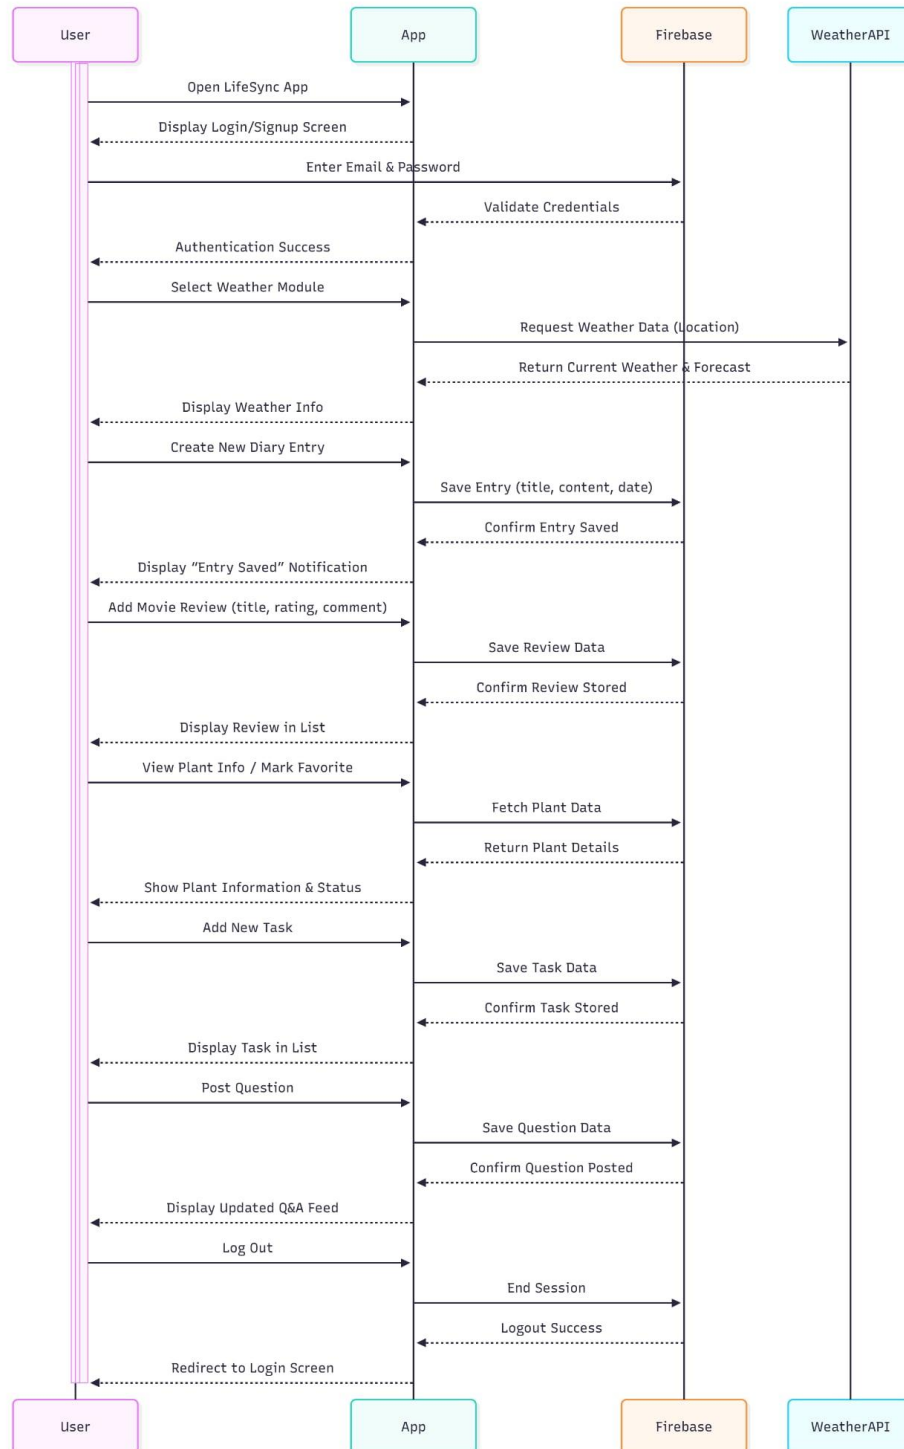 User App Firebase WeatherAPI
Open LifeSync App
Display Login/Signup Screen
Enter Email & Password
Validate Credentials
Authentication Success
Select Weather Module
Request Weather Data (Location)
Return Current Weather & Forecast
Display Weather Info
Create New Diary Entry
Save Entry (title, content, date)
Confirm Entry Saved
Display “Entry Saved” Notification
Add Movie Review (title, rating, comment)
Save Review Data
Confirm Review Stored
Display Review in List
View Plant Info / Mark Favorite
Fetch Plant Data
Return Plant Details
Show Plant Information & Status
Add New Task
Save Task Data
Confirm Task Stored
Display Task in List
Post Question
Save Question Data
Confirm Question Posted
Display Updated Q&A Feed
Log Out
End Session
Logout Success
Redirect to Login Screen
User App Firebase WeatherAPI